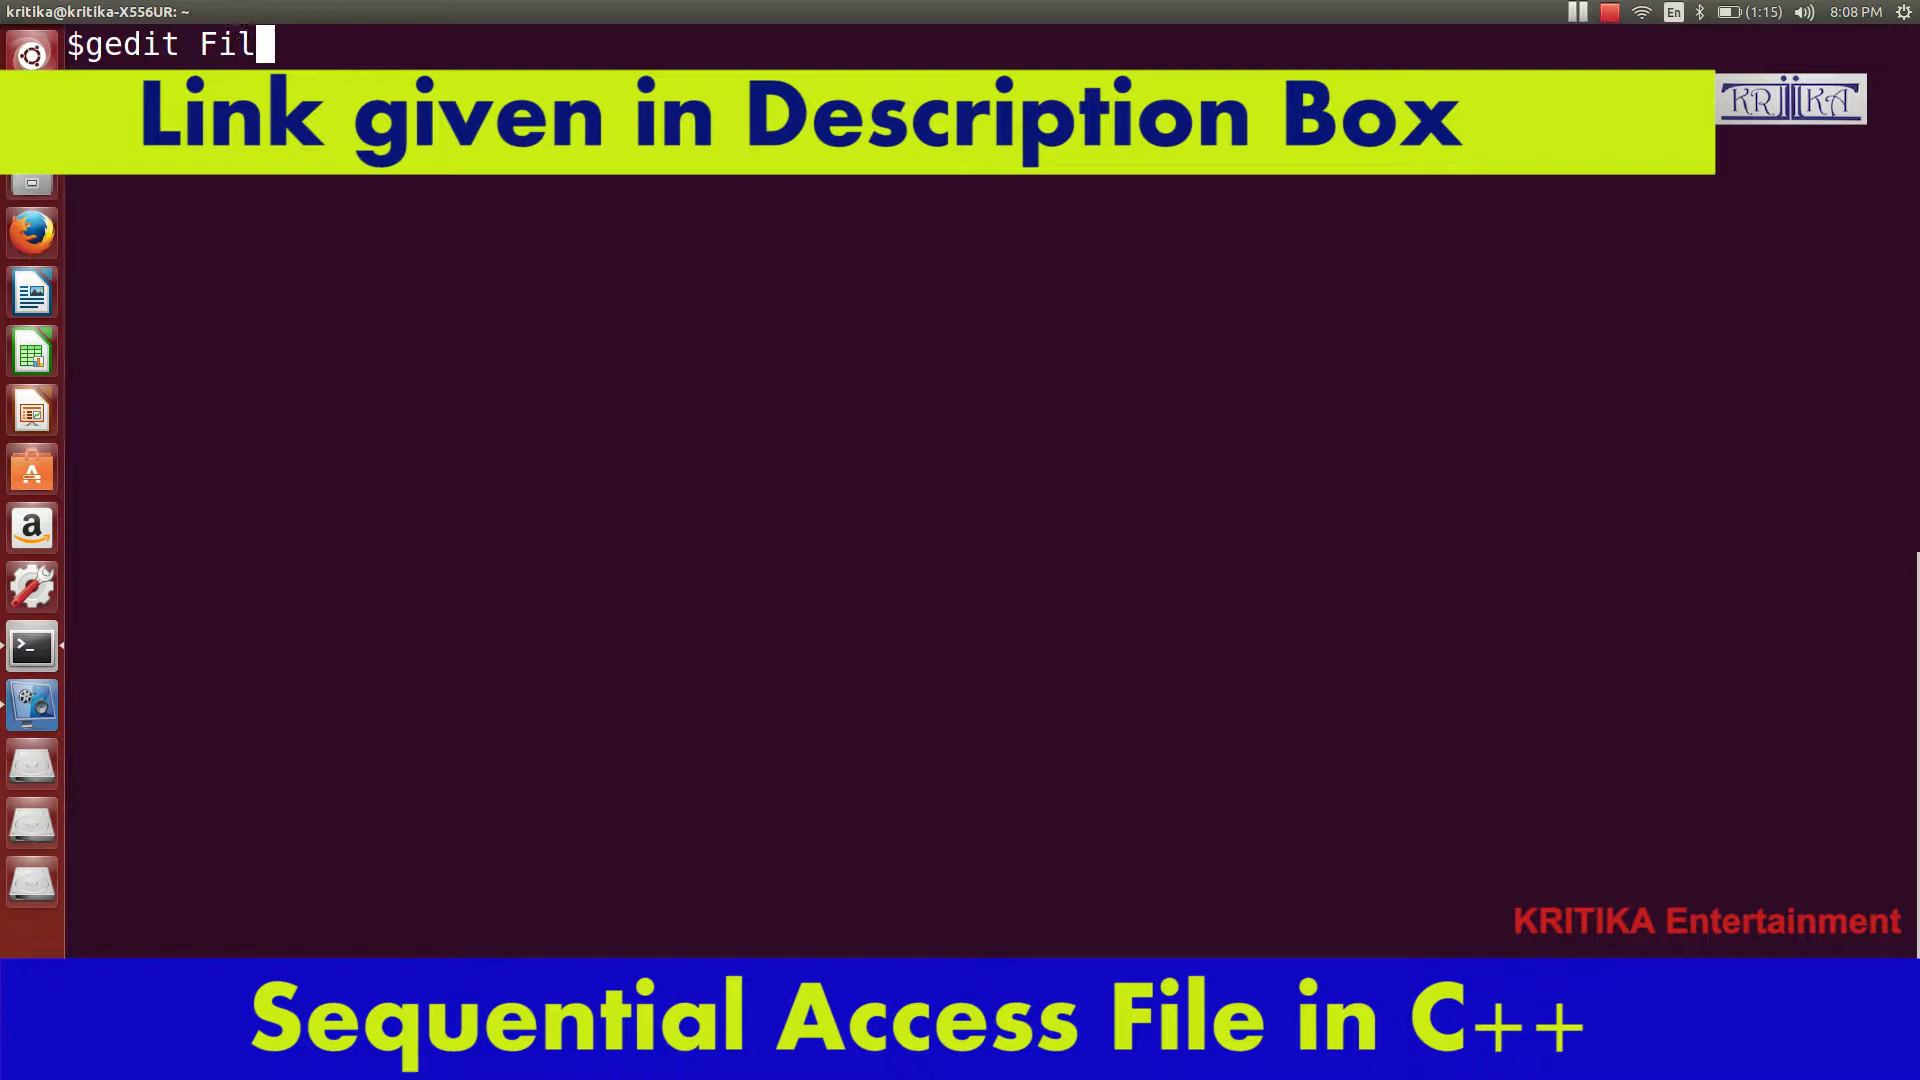 kritika@kritika-X556UR: ~
En (1:15) 8:08 PM
$gedit Fil
Link given in Description Box
KRITIKA
KRITIKA Entertainment
Sequential Access File in C++